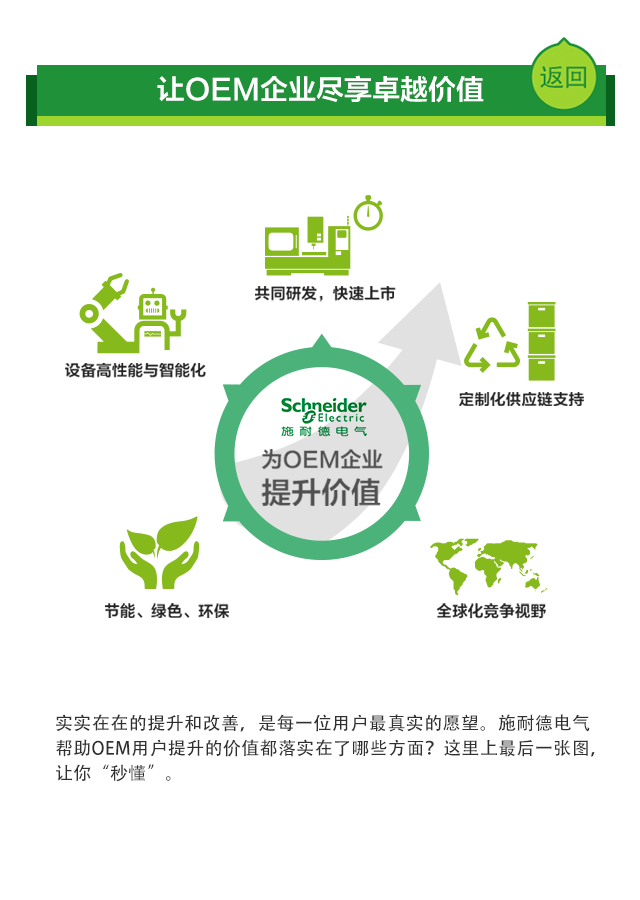 让OEM企业尽享卓越价值
返回
共同研发，快速上市
设备高性能与智能化
定制化供应链支持
Schneider
Electric
施耐德电气
为OEM企业
提升价值
节能、绿色、环保
全球化竞争视野
实实在在的提升和改善，是每一位用户最真实的愿望。施耐德电气
帮助OEM用户提升的价值都落实在了哪些方面？这里上最后一张图,
让你“秒懂”。